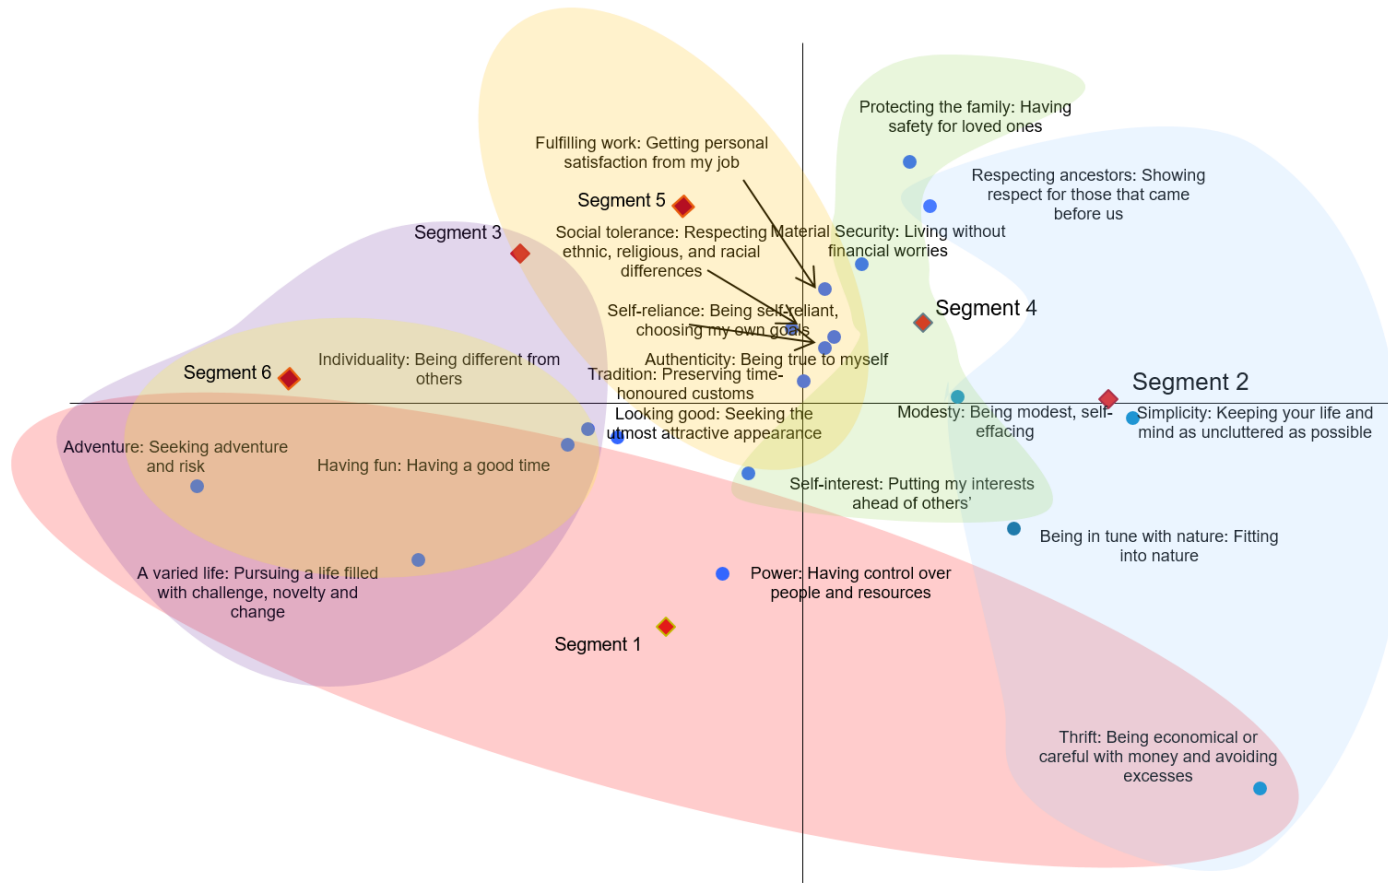 Protecting the family: Having
safety for loved ones
Fulfilling work: Getting personal
satisfaction from my job
Respecting ancestors: Showing
respect for those that came
before us
Segment 5
Segment 3
Social tolerance: Respecting
ethnic, religious, and racial
differences
Material Security: Living without
financial worries
Self-reliance: Being self-reliant,
choosing my own goals
Segment 4
Authenticity: Being true to myself
Individuality: Being different from
others
Segment 6
Tradition: Preserving time-
honoured customs
Segment 2
Looking good: Seeking the
utmost attractive appearance
Modesty: Being modest, self-
effacing
Simplicity: Keeping your life and
mind as uncluttered as possible
Adventure: Seeking adventure
and risk
Having fun: Having a good time
Self-interest: Putting my interests
ahead of others’
Being in tune with nature: Fitting
into nature
A varied life: Pursuing a life filled
with challenge, novelty and
change
Power: Having control over
people and resources
Segment 1
Thrift: Being economical or
careful with money and avoiding
excesses